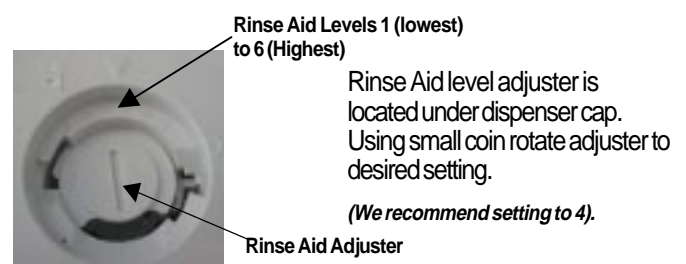 Rinse Aid Levels 1 (lowest)
to 6 (Highest)
Rinse Aid level adjuster is
located under dispenser cap.
Using small coin rotate adjuster to
desired setting.
(We recommend setting to 4).
Rinse Aid Adjuster